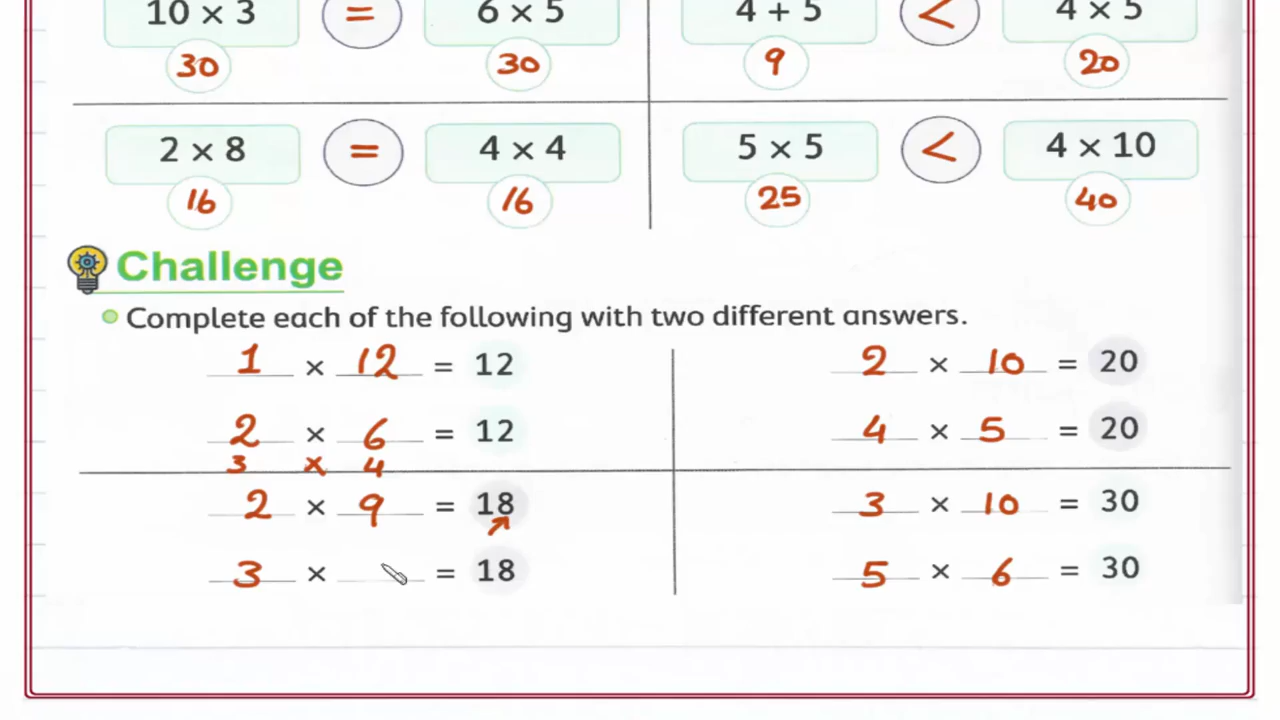 10 × 3 = 6 × 5
30 30
4 + 5 < 4 × 5
9 20
2 × 8 = 4 × 4
16 16
5 × 5 < 4 × 10
25 40
Challenge
Complete each of the following with two different answers.
1 × 12 = 12
2 × 6 = 12
3 × 4
2 × 9 = 18
3 × = 18
2 × 10 = 20
4 × 5 = 20
3 × 10 = 30
5 × 6 = 30